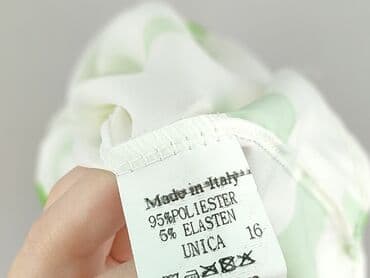 Made in Italy
95%POLIESTER
5% ELASTEN
UNICA 16